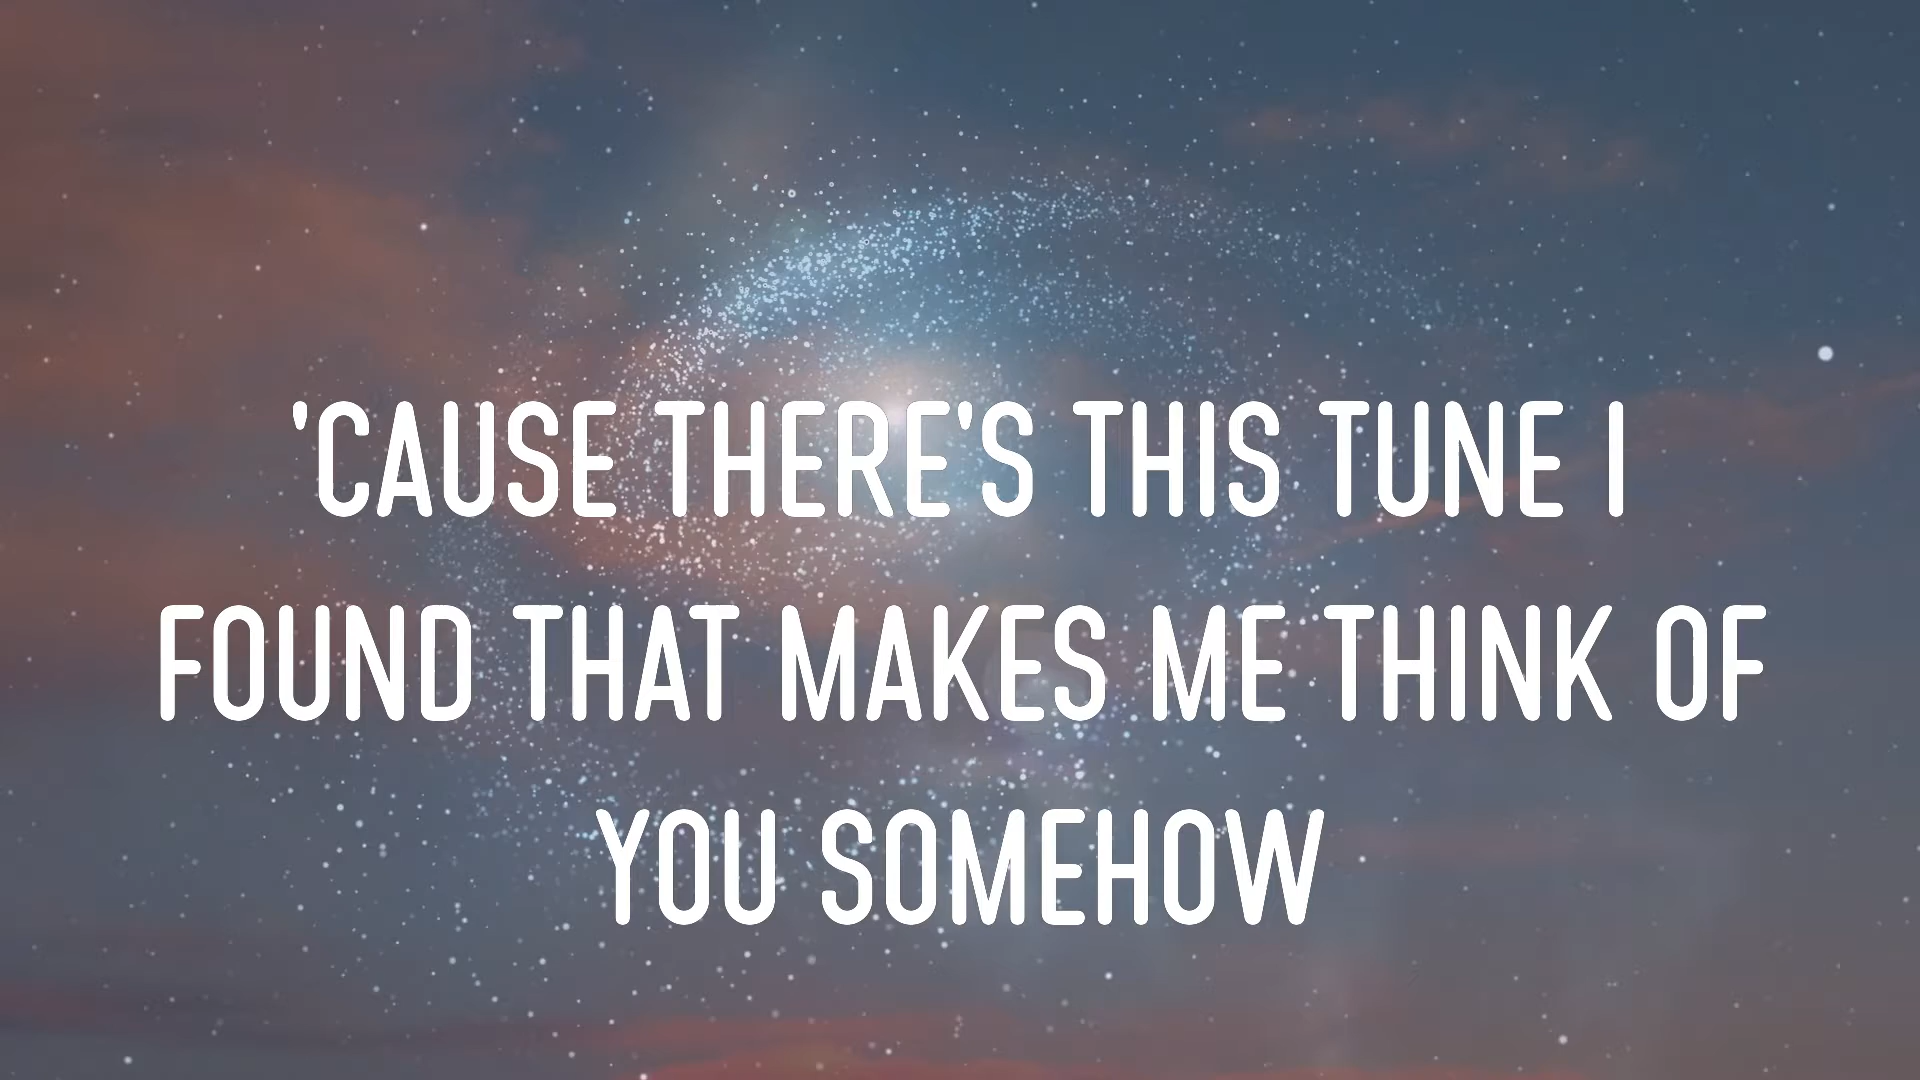 'CAUSE THERE'S THIS TUNE I
FOUND THAT MAKES ME THINK OF
YOU SOMEHOW